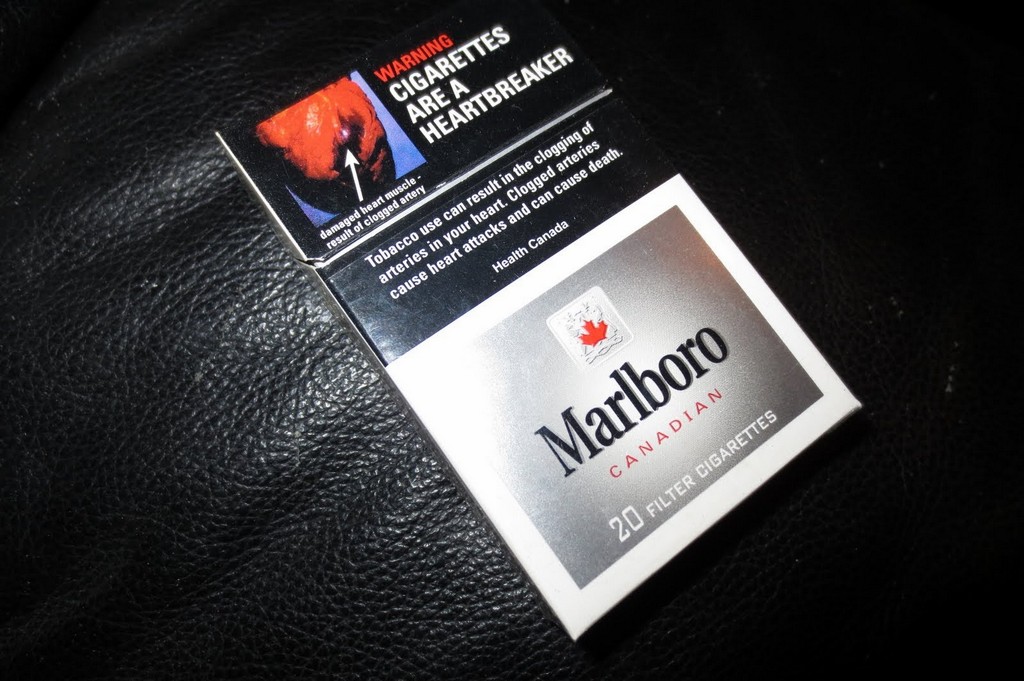 WARNING
CIGARETTES
ARE A
HEARTBREAKER
damaged heart muscle -
result of clogged artery
Tobacco use can result in the clogging of
arteries in your heart. Clogged arteries
cause heart attacks and can cause death.
Health Canada
Marlboro
CANADIAN
20 FILTER CIGARETTES